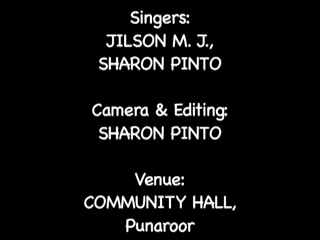 Singers:
JILSON M. J.,
SHARON PINTO
Camera & Editing:
SHARON PINTO
Venue:
COMMUNITY HALL,
Punaroor